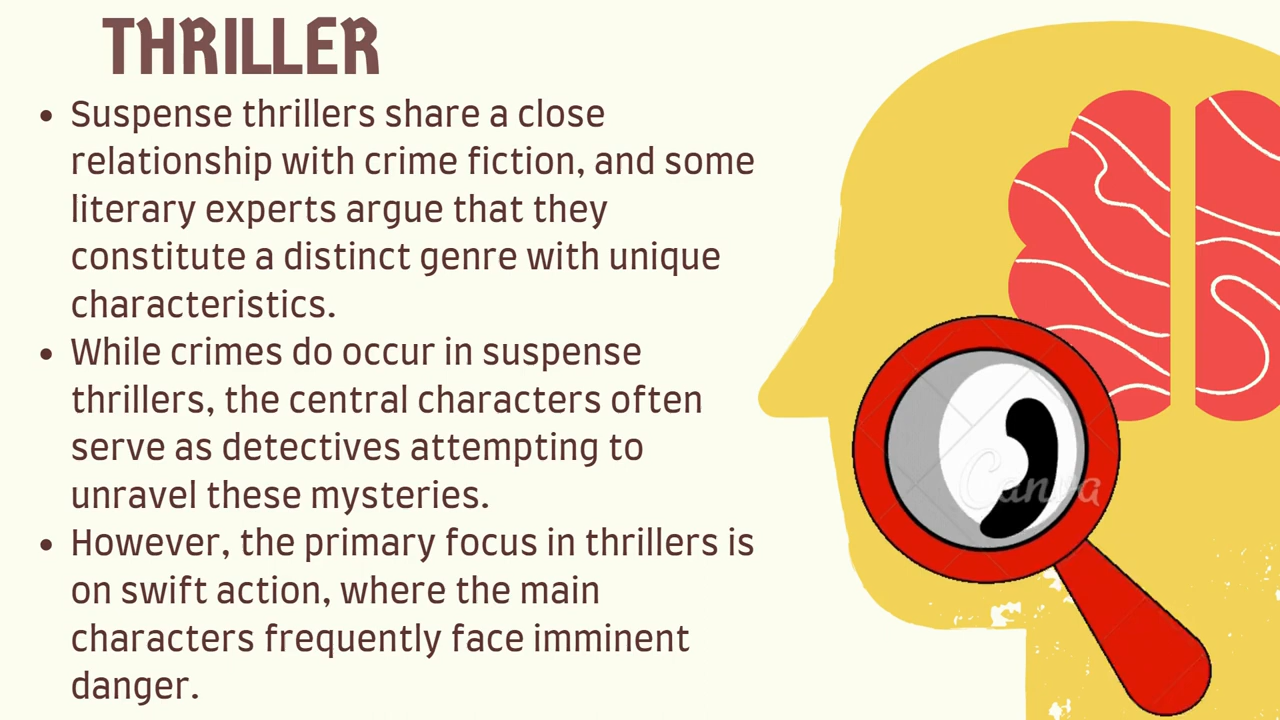 THRILLER
• Suspense thrillers share a close
relationship with crime fiction, and some
literary experts argue that they
constitute a distinct genre with unique
characteristics.
• While crimes do occur in suspense
thrillers, the central characters often
serve as detectives attempting to
unravel these mysteries.
• However, the primary focus in thrillers is
on swift action, where the main
characters frequently face imminent
danger.
Canva